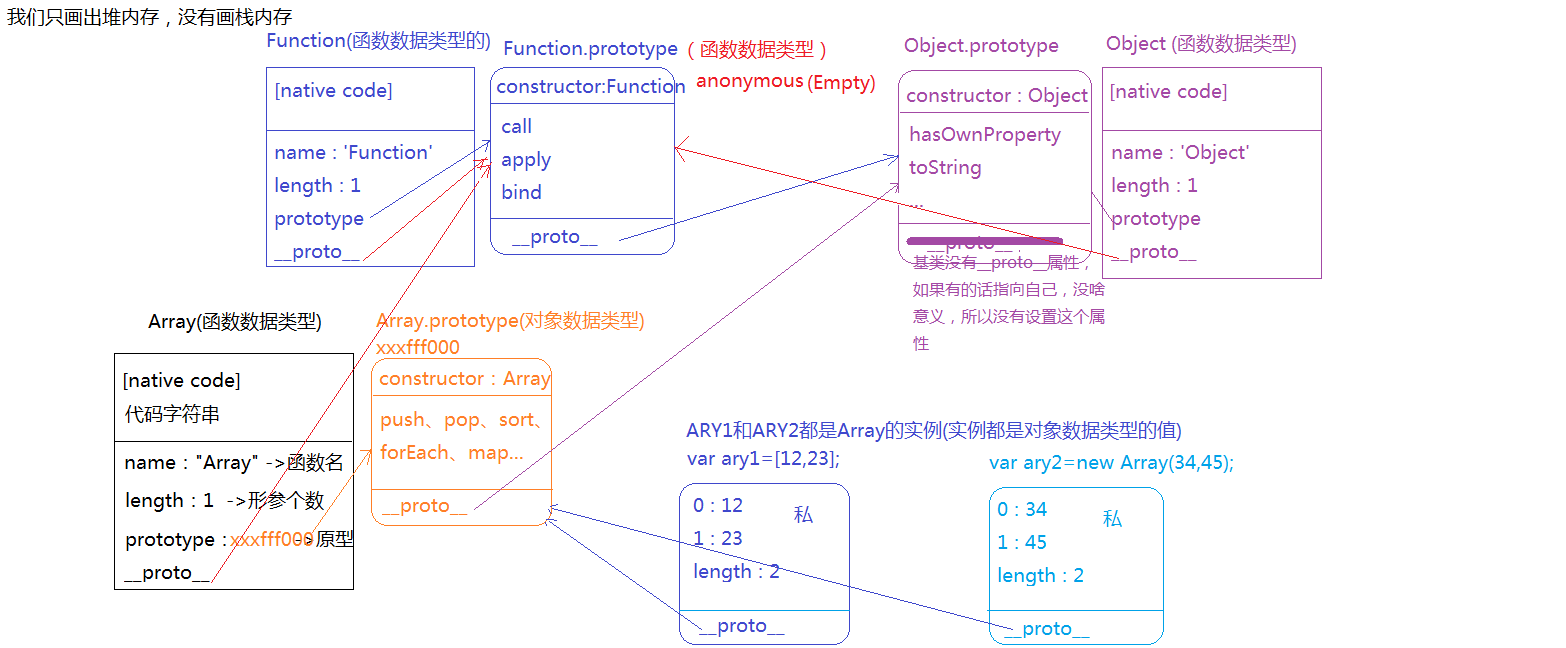 我们只画出堆内存，没有画栈内存
Function(函数数据类型的)
[native code]
name：'Function'
length：1
prototype
__proto__
Function.prototype（函数数据类型）
anonymous(Empty)
constructor:Function
call
apply
bind
__proto__
Object.prototype
constructor：Object
hasOwnProperty
toString
...
__proto__：
基类没有__proto__属性，
如果有的话指向自己，没啥
意义，所以没有设置这个属
性
Object (函数数据类型)
[native code]
name：'Object'
length：1
prototype
__proto__
Array(函数数据类型)
[native code]
代码字符串
name："Array" ->函数名
length：1 ->形参个数
prototype：xxxfff000 ->原型
__proto__
Array.prototype(对象数据类型)
xxxfff000
constructor：Array
push、pop、sort、
forEach、map...
__proto__
ARY1和ARY2都是Array的实例(实例都是对象数据类型的值)
var ary1=[12,23];
0：12
私
1：23
length：2
__proto__
var ary2=new Array(34,45);
0：34
私
1：45
length：2
__proto__